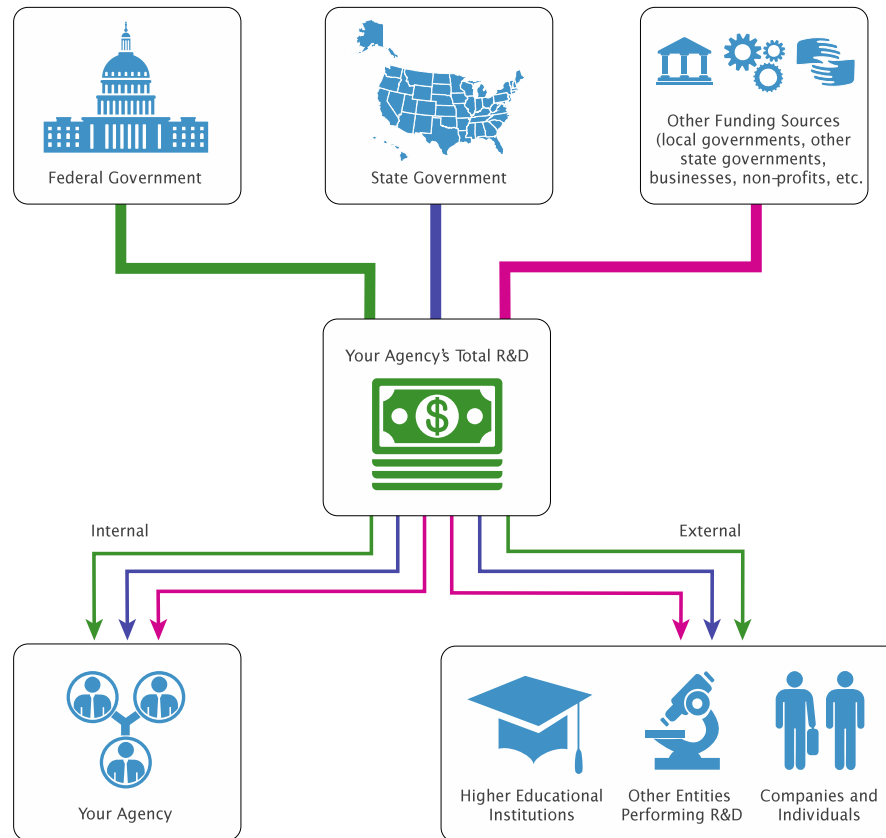 Federal Government
State Government
Other Funding Sources
(local governments, other
state governments,
businesses, non-profits, etc.
Your Agency's Total R&D
$
Internal
External
Your Agency
Higher Educational
Institutions
Other Entities
Performing R&D
Companies and
Individuals